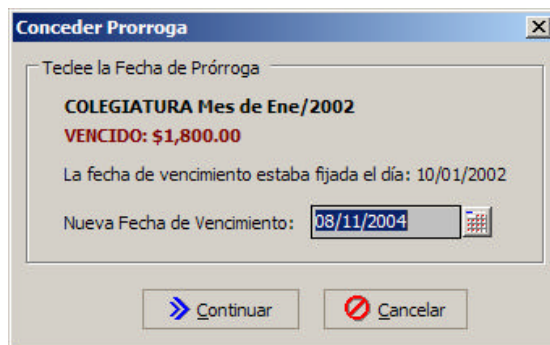 Conceder Prorroga
Teclee la Fecha de Prórroga
COLEGIATURA Mes de Ene/2002
VENCIDO: $1,800.00
La fecha de vencimiento estaba fijada el día: 10/01/2002
Nueva Fecha de Vencimiento: 08/11/2004
Continuar Cancelar